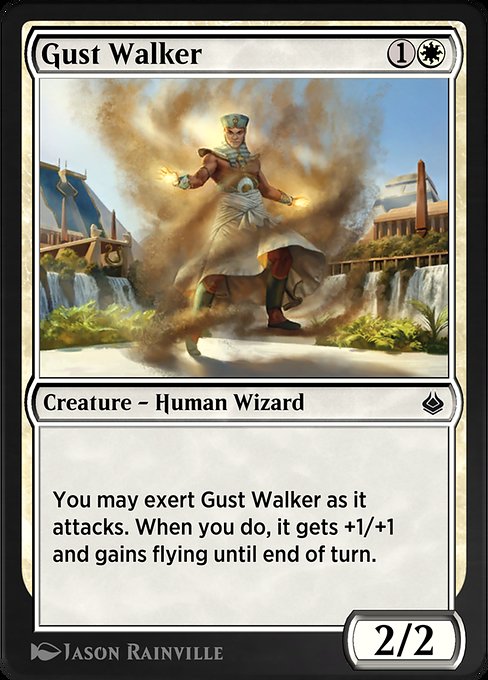 Gust Walker 1
Creature – Human Wizard
You may exert Gust Walker as it
attacks. When you do, it gets +1/+1
and gains flying until end of turn.
2/2
Jason Rainville